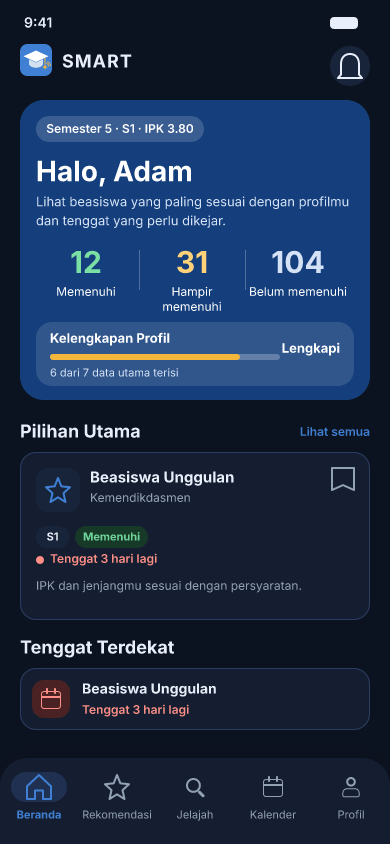 9:41
SMART
Semester 5 · S1 · IPK 3.80
Halo, Adam
Lihat beasiswa yang paling sesuai dengan profilmu
dan tenggat yang perlu dikejar.
12
31
104
Memenuhi
Hampir
memenuhi
Belum memenuhi
Kelengkapan Profil
Lengkapi
6 dari 7 data utama terisi
Pilihan Utama
Lihat semua
Beasiswa Unggulan
Kemendikdasmen
S1
Memenuhi
Tenggat 3 hari lagi
IPK dan jenjangmu sesuai dengan persyaratan.
Tenggat Terdekat
Beasiswa Unggulan
Tenggat 3 hari lagi
Beranda
Rekomendasi
Jelajah
Kalender
Profil